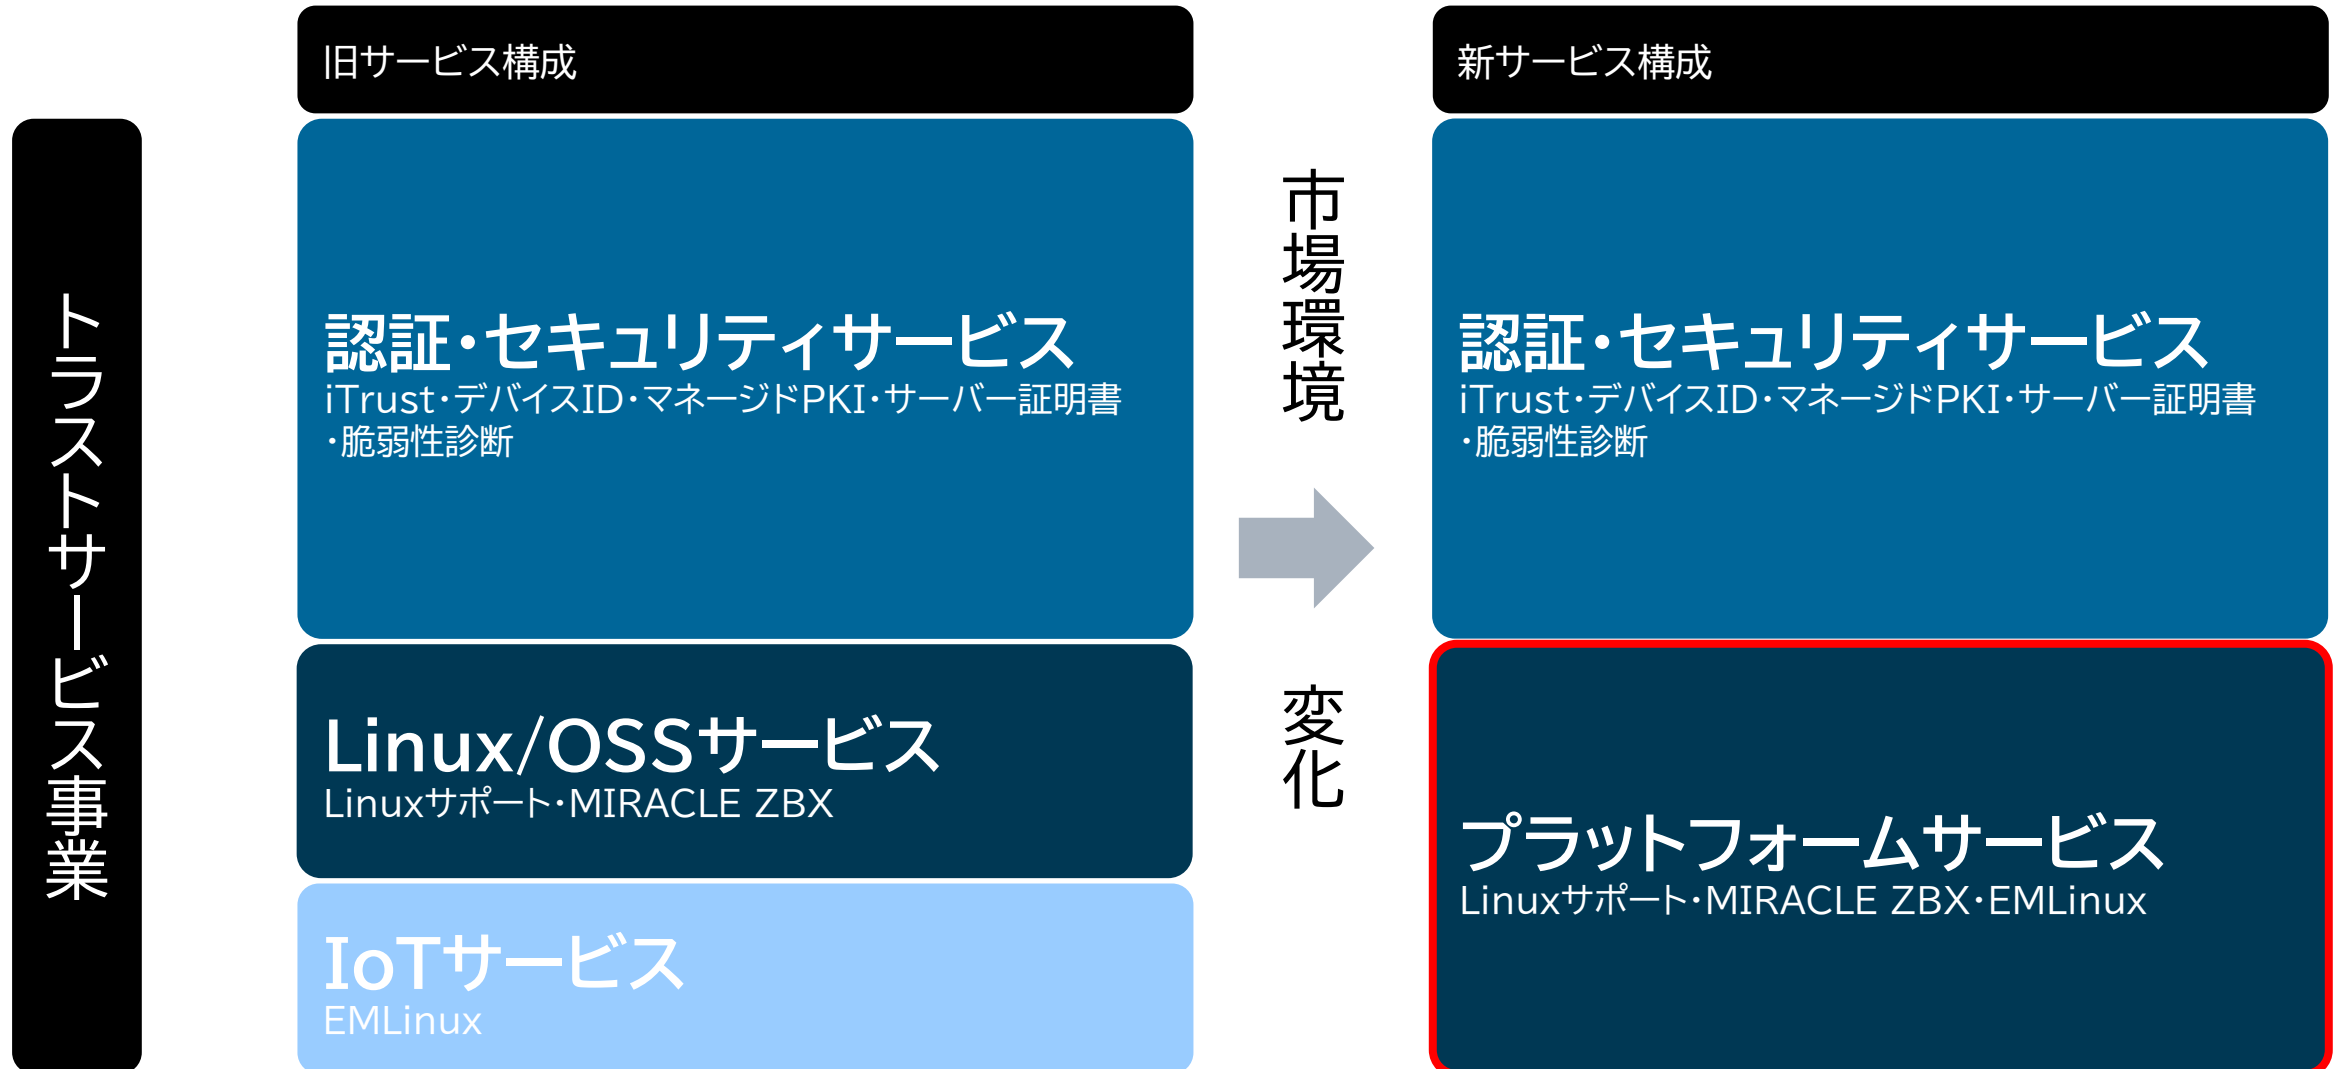 トラストサービス事業
旧サービス構成
認証・セキュリティサービス
iTrust・デバイスID・マネージドPKI・サーバー証明書
・脆弱性診断
Linux/OSSサービス
Linuxサポート・MIRACLE ZBX
IoTサービス
EMLinux
市場環境
変化
新サービス構成
認証・セキュリティサービス
iTrust・デバイスID・マネージドPKI・サーバー証明書
・脆弱性診断
プラットフォームサービス
Linuxサポート・MIRACLE ZBX・EMLinux